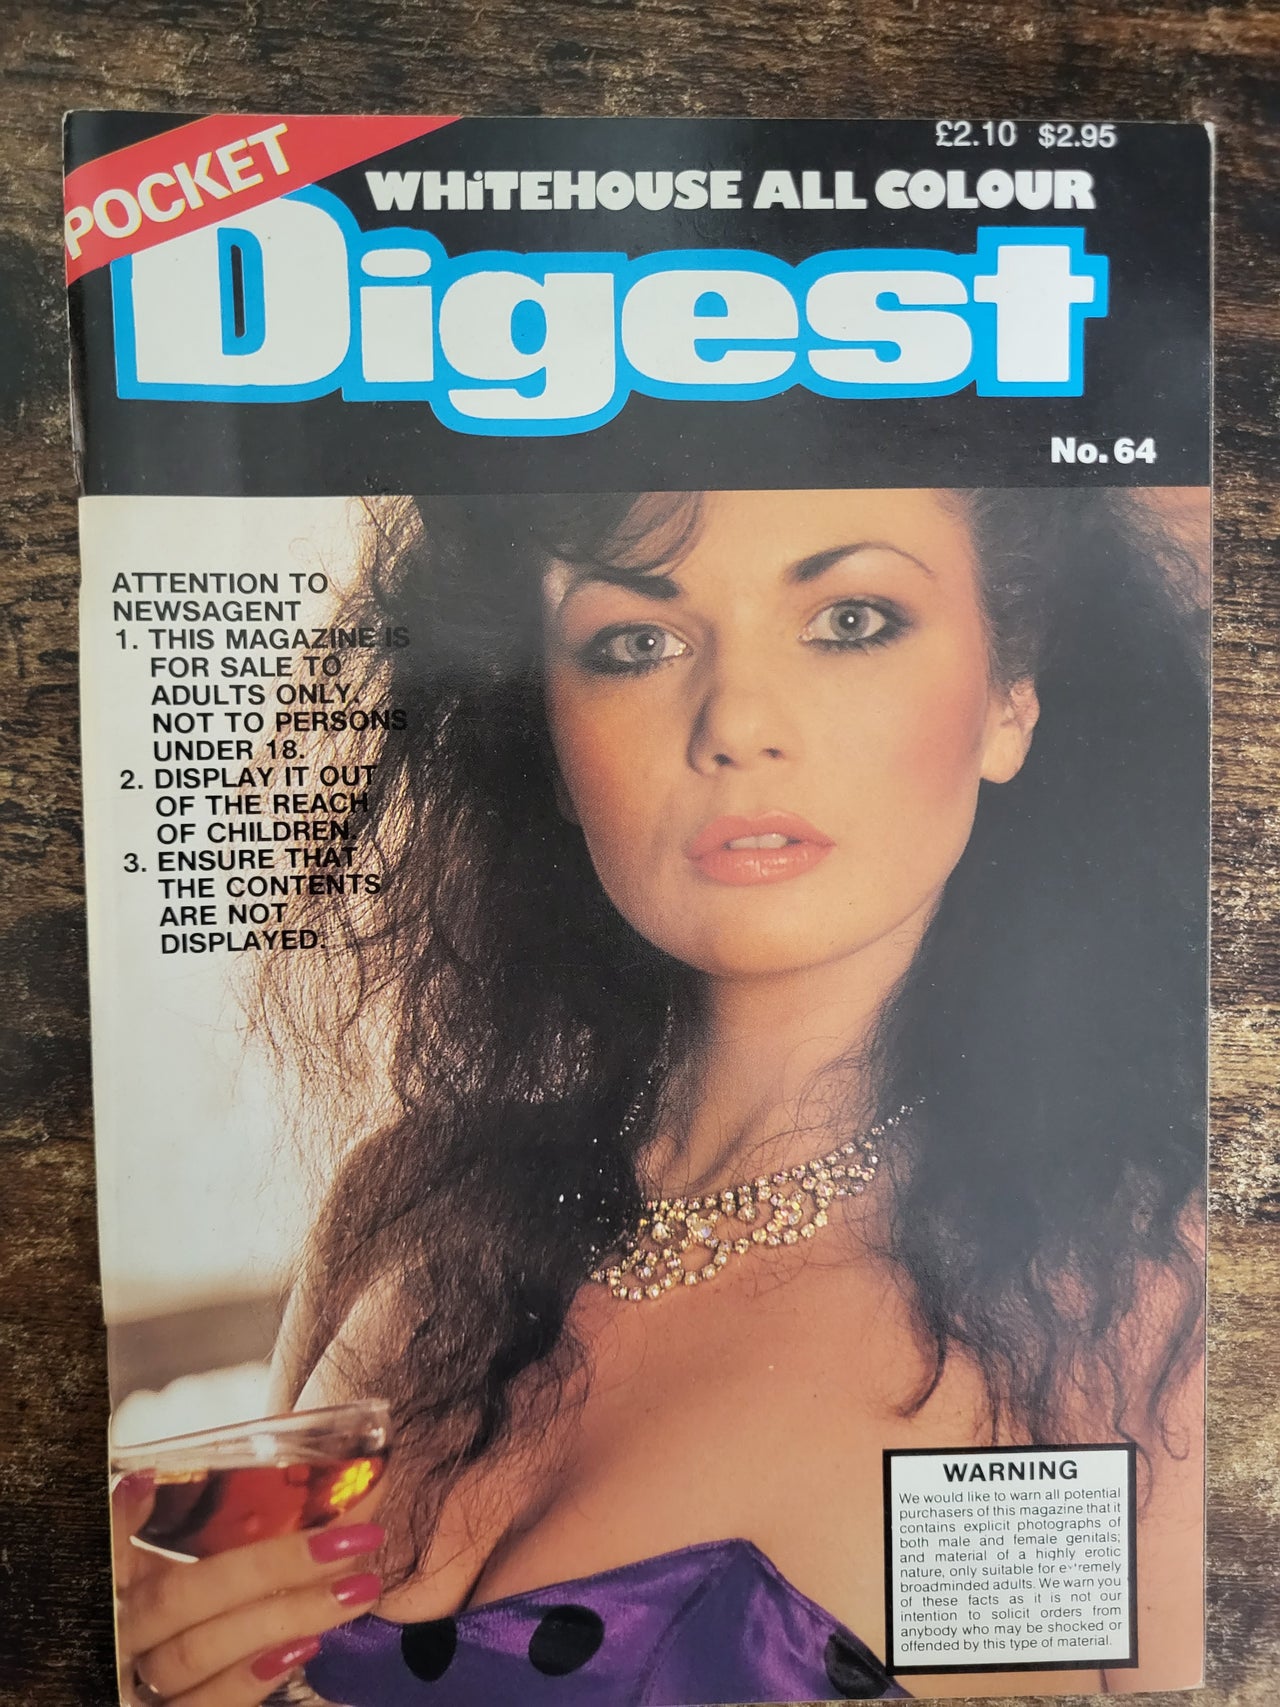 POCKET
£2.10 $2.95
WHiTEHOUSE ALL COLOUR
Digest
No. 64
ATTENTION TO
NEWSAGENT
1. THIS MAGAZINE IS
FOR SALE TO
ADULTS ONLY.
NOT TO PERSONS
UNDER 18.
2. DISPLAY IT OUT
OF THE REACH
OF CHILDREN.
3. ENSURE THAT
THE CONTENTS
ARE NOT
DISPLAYED.
WARNING
We would like to warn all potential
purchasers of this magazine that it
contains explicit photographs of
both male and female genitals;
and material of a highly erotic
nature, only suitable for extremely
broadminded adults. We warn you
of these facts as it is not our
intention to solicit orders from
anybody who may be shocked or
offended by this type of material.